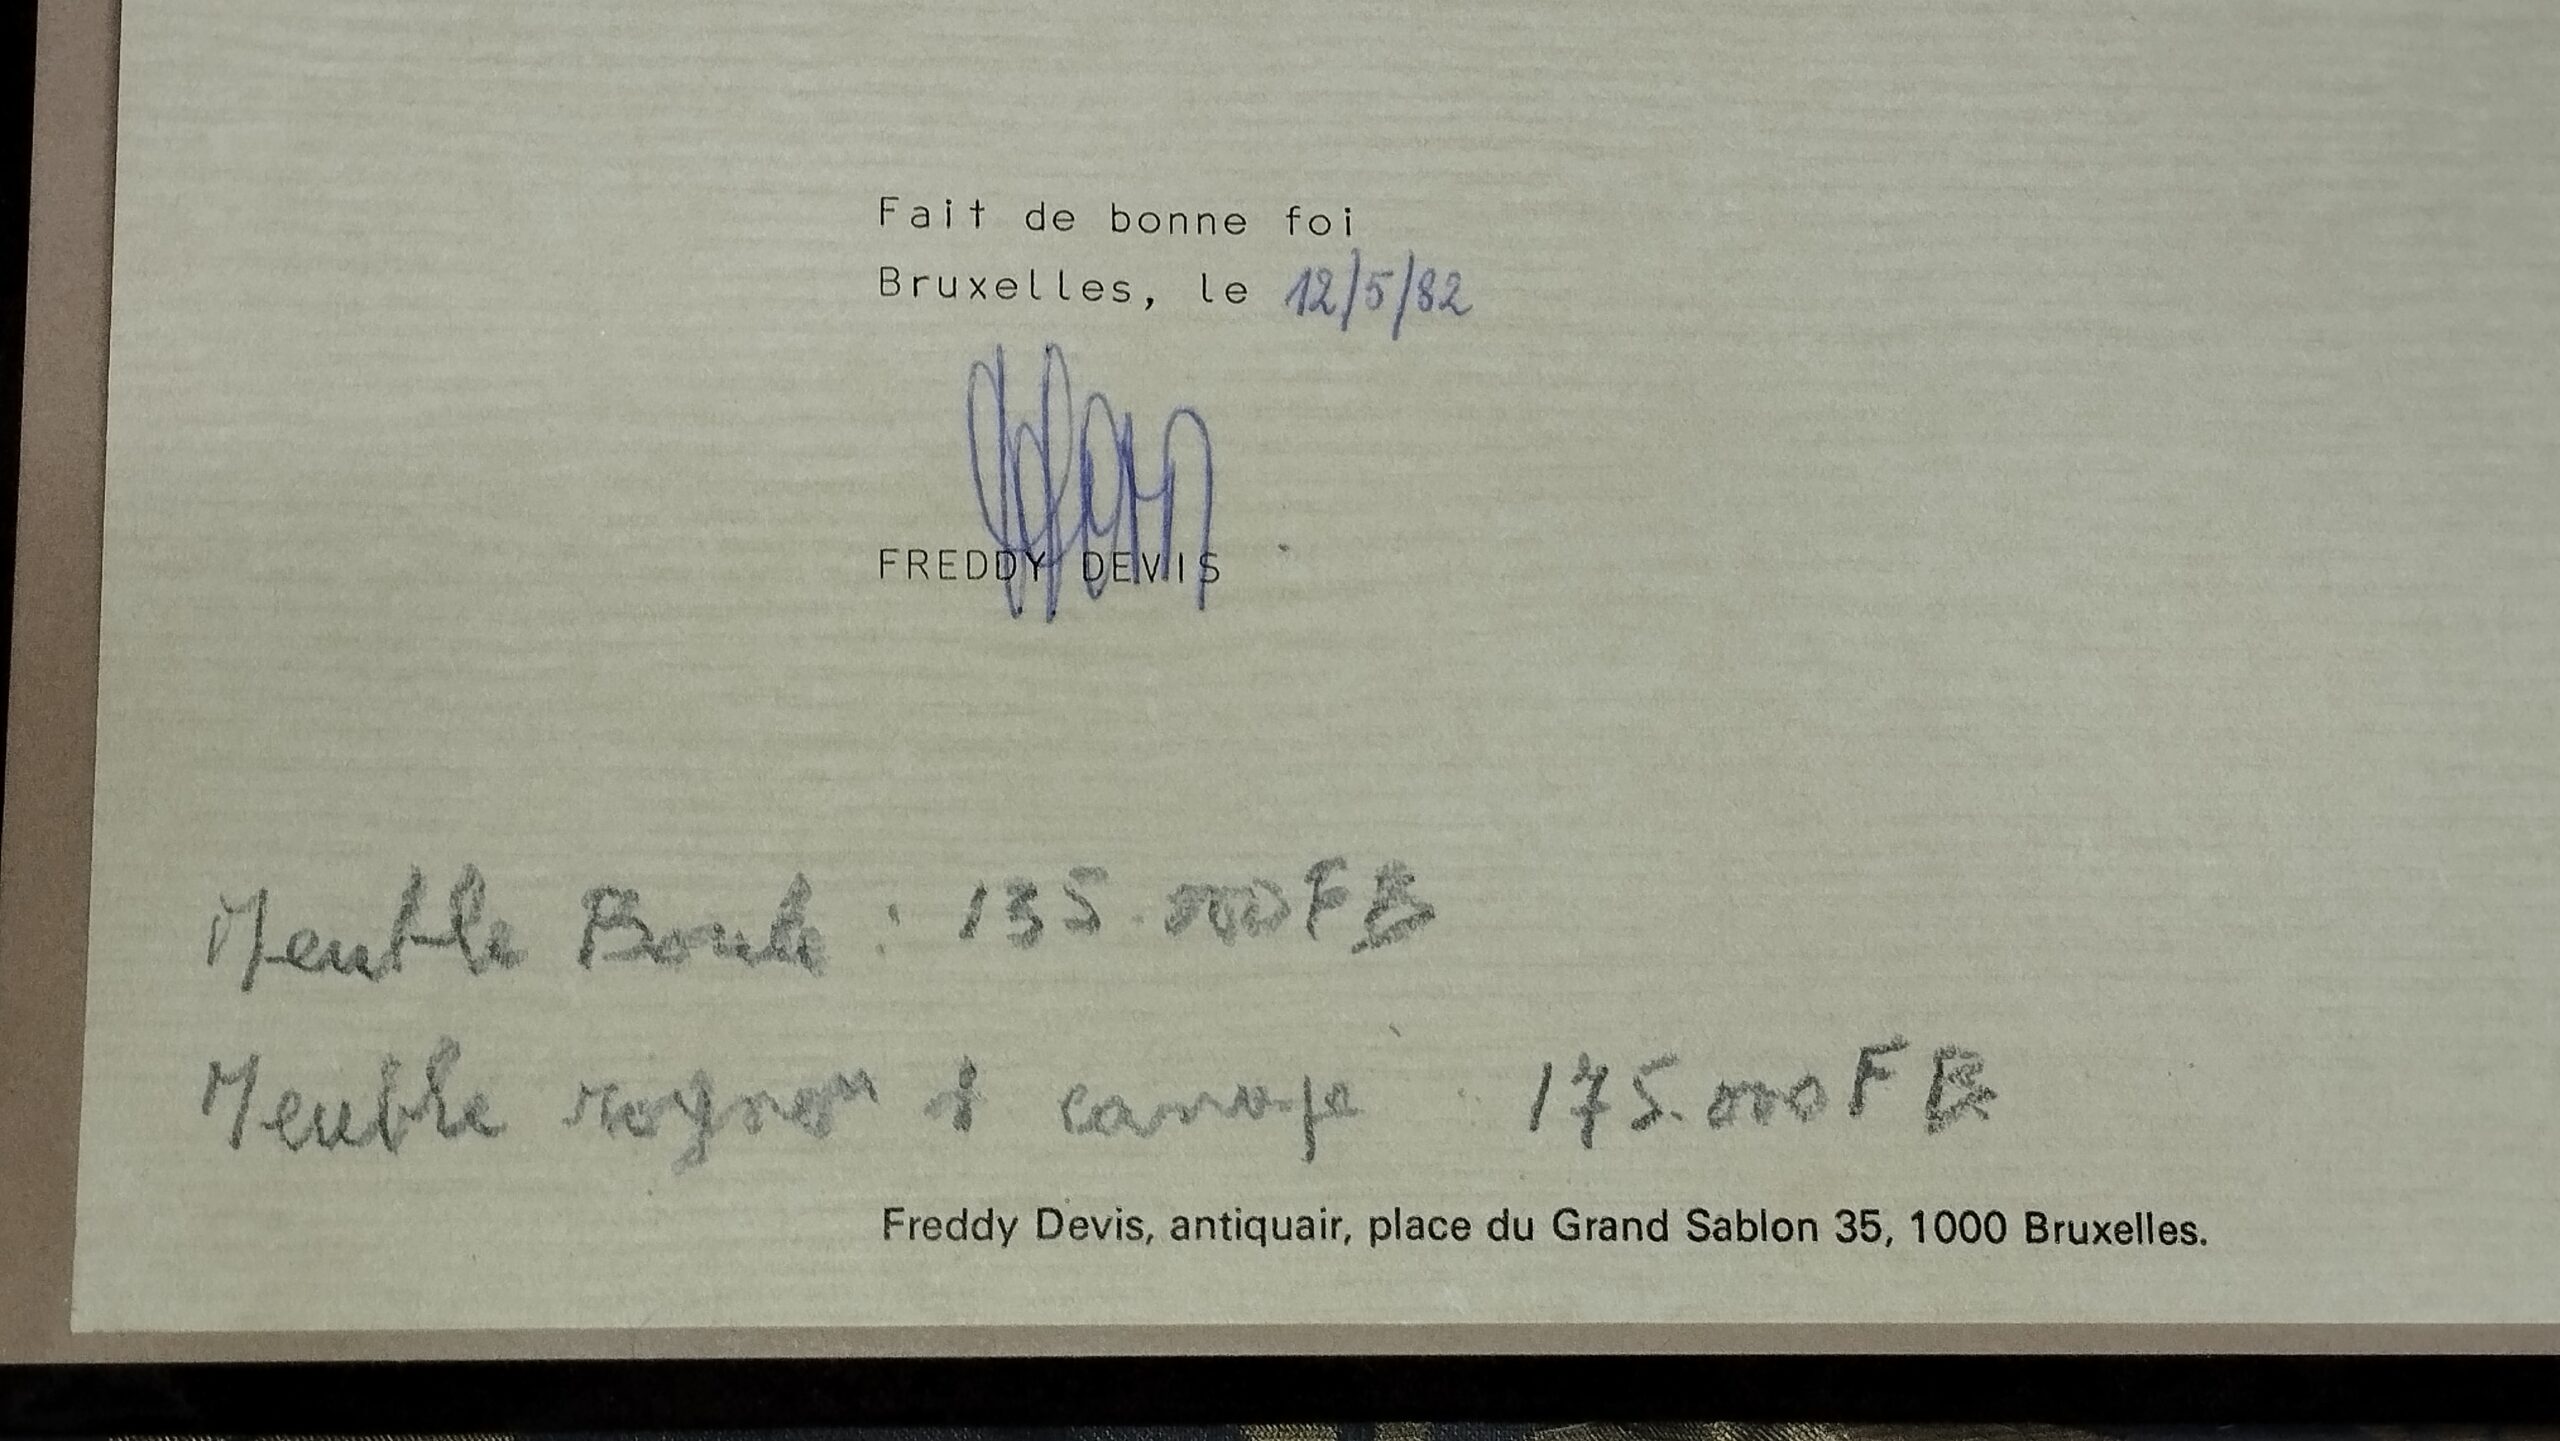 Fait de bonne foi
Bruxelles, le 12/5/82
FREDDY DEVIS
Meuble Boule : 135.000 FB
Meuble rognon 175.000 FB
Freddy Devis, antiquair, place du Grand Sablon 35, 1000 Bruxelles.